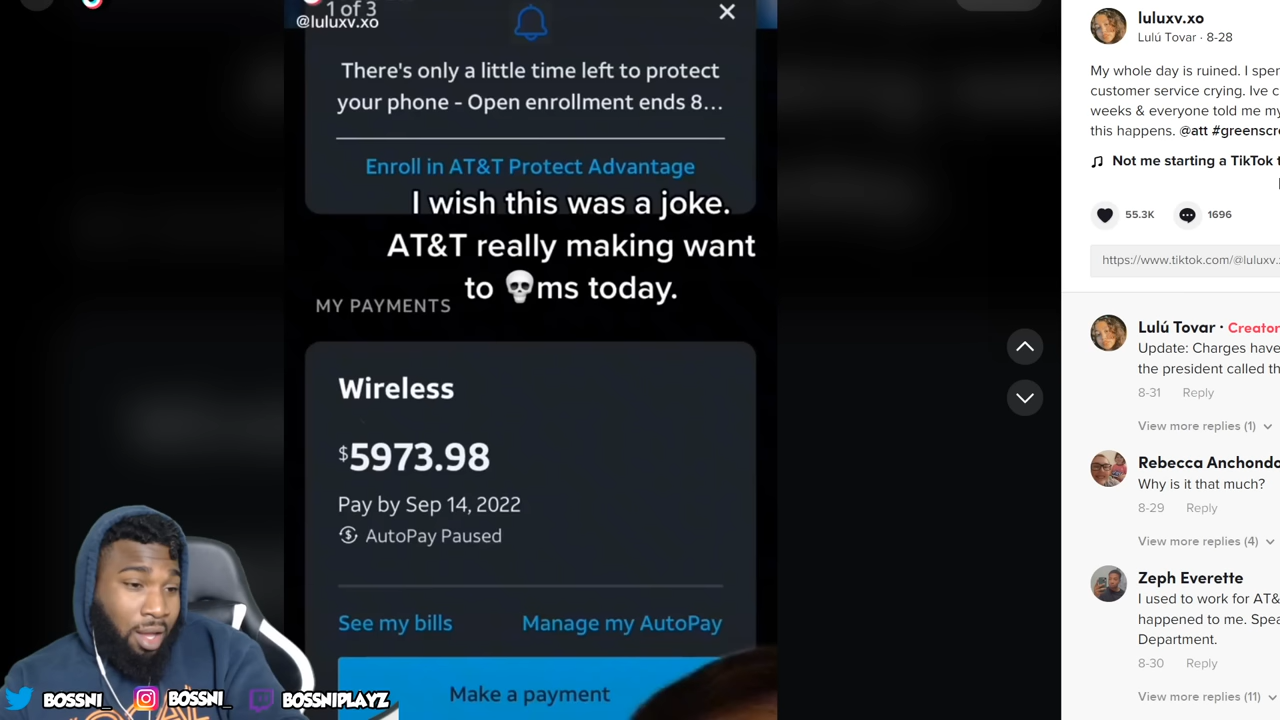 1 of 3
@luluxv.xo
There's only a little time left to protect
your phone - Open enrollment ends 8...
Enroll in AT&T Protect Advantage
I wish this was a joke.
AT&T really making want
to 💀ms today.
MY PAYMENTS
Wireless
$5973.98
Pay by Sep 14, 2022
AutoPay Paused
See my bills
Manage my AutoPay
Make a payment
BOSSNI_
BOSSNI_
BOSSNIPLAYZ
luluxv.xo
Lulú Tovar · 8-28
My whole day is ruined. I
customer service crying. Ive
weeks & everyone told me
this happens. @att
Not me starting a TikTok
55.3K
1696
https://www.tiktok.com/@luluxv.
Lulú Tovar · Creator
Update: Charges have
the president called
8-31 Reply
View more replies (1)
Rebecca
Why is it that much?
8-29 Reply
View more replies (4)
Zeph Everette
I used to work for
happened to me.
Department.
8-30 Reply
View more replies (11)